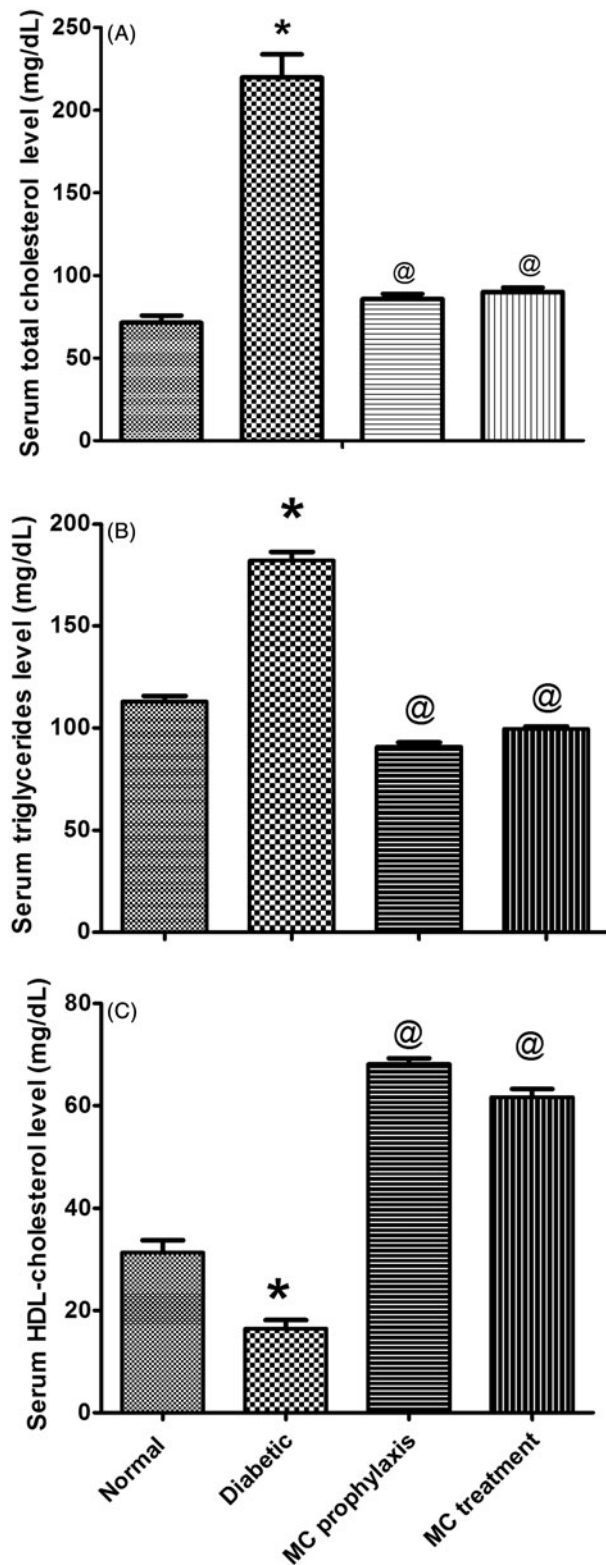 (A)
Serum total cholesterol level (mg/dL)
250
200
150
100
50
0
*
@
@
(B)
Serum triglycerides level (mg/dL)
200
150
100
50
0
*
@
@
(C)
Serum HDL-cholesterol level (mg/dL)
80
60
40
20
0
*
@
@
Normal
Diabetic
MC prophylaxis
MC treatment